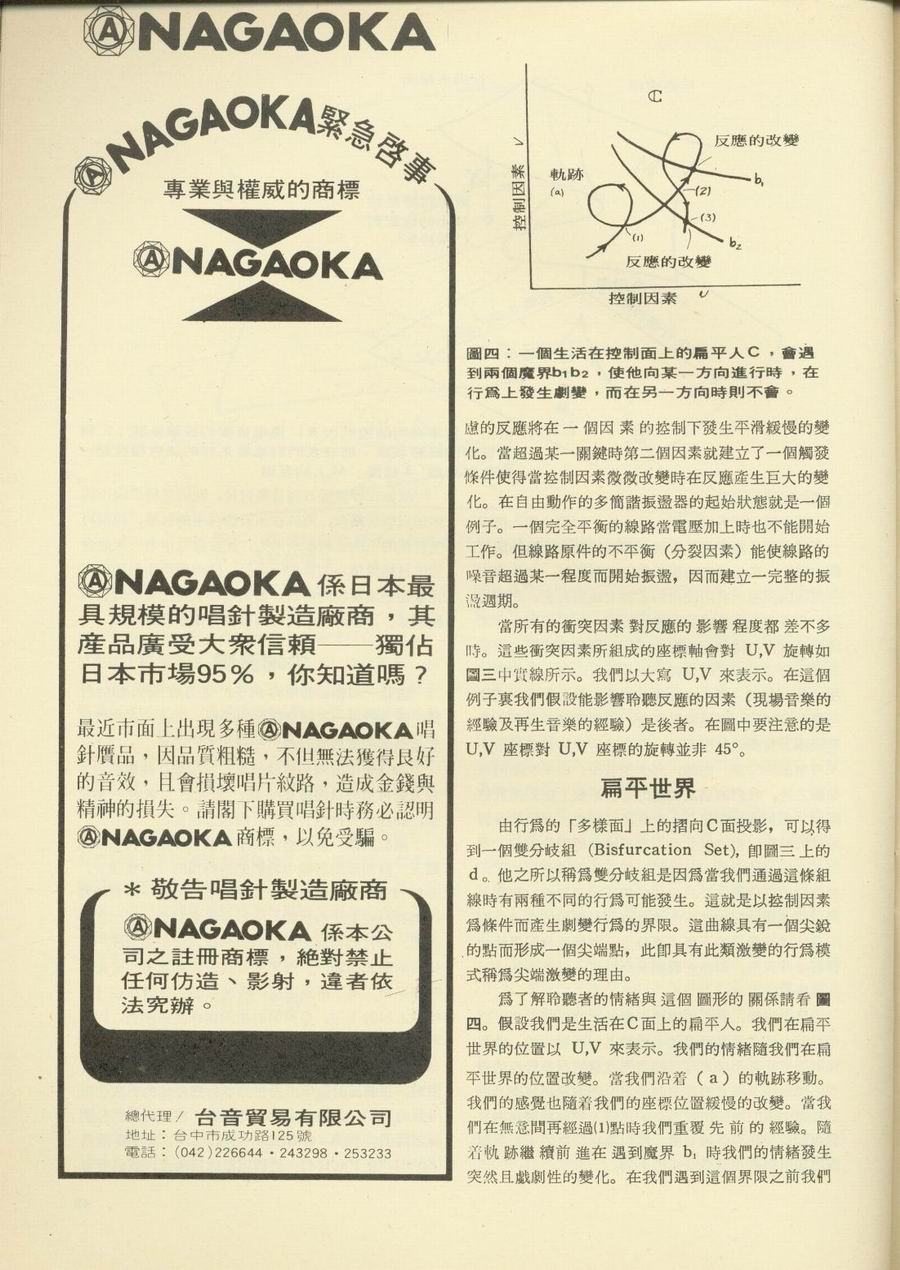 NAGAOKA
NAGAOKA緊急啓事
專業與權威的商標
NAGAOKA
NAGAOKA 係日本最
具規模的唱針製造廠商，其
産品廣受大衆信賴——獨佔
日本市場95%，你知道嗎？
最近市面上出現多種NAGAOKA唱
針贋品，因品質粗糙，不但無法獲得良好
的音效，且會損壞唱片紋路，造成金錢與
精神的損失。請閣下購買唱針時務必認明
NAGAOKA商標，以免受騙。
＊敬告唱針製造廠商
NAGAOKA 係本公
司之註冊商標，絕對禁止
任何仿造、影射，違者依
法究辦。
總代理／台音貿易有限公司
地址：台中市成功路125號
電話：(042)226644・243298・253233
C
反應的改變
軌跡
(a)
b₁
(2)
(3)
(1)
b₂
反應的改變
控制因素
控制因素
圖四：一個生活在控制面上的扁平人C，會遇
到兩個魔界b₁b₂，使他向某一方向進行時，在
行爲上發生劇變，而在另一方向時則不會。
慮的反應將在一個因素的控制下發生平滑緩慢的變
化。當超過某一關鍵時第二個因素就建立了一個觸發
條件使得當控制因素微微改變時在反應產生巨大的變
化。在自由動作的多簡諧振盪器的起始狀態就是一個
例子。一個完全平衡的線路當電壓加上時也不能開始
工作。但線路原件的不平衡（分裂因素）能使線路的
噪音超過某一程度而開始振盪，因而建立一完整的振
盪週期。
當所有的衝突因素對反應的影響程度都差不多
時。這些衝突因素所組成的座標軸會對 U,V 旋轉如
圖三中實線所示。我們以大寫 U,V 來表示。在這個
例子裏我們假設能影響聆聽反應的因素（現場音樂的
經驗及再生音樂的經驗）是後者。在圖中要注意的是
U,V 座標對 U,V 座標的旋轉並非 45°。
扁平世界
由行爲的「多樣面」上的摺向C面投影，可以得
到一個雙分岐組（Bisfurcation Set), 卽圖三上的
d。他之所以稱爲雙分岐組是因爲當我們通過這條組
線時有兩種不同的行爲可能發生。這就是以控制因素
爲條件而產生劇變行爲的界限。這曲線具有一個尖銳
的點而形成一個尖端點，此卽具有此類激變的行爲模
式稱爲尖端激變的理由。
爲了解聆聽者的情緒與這個圖形的關係請看圖
四。假設我們是生活在C面上的扁平人。我們在扁平
世界的位置以 U,V 來表示。我們的情緒隨我們在扁
平世界的位置改變。當我們沿着（a）的軌跡移動。
我們的感覺也隨着我們的座標位置緩慢的改變。當我
們在無意間再經過(1)點時我們重覆先前的經驗。隨
着軌跡繼續前進在遇到魔界 b₁ 時我們的情緒發生
突然且戲劇性的變化。在我們遇到這個界限之前我們